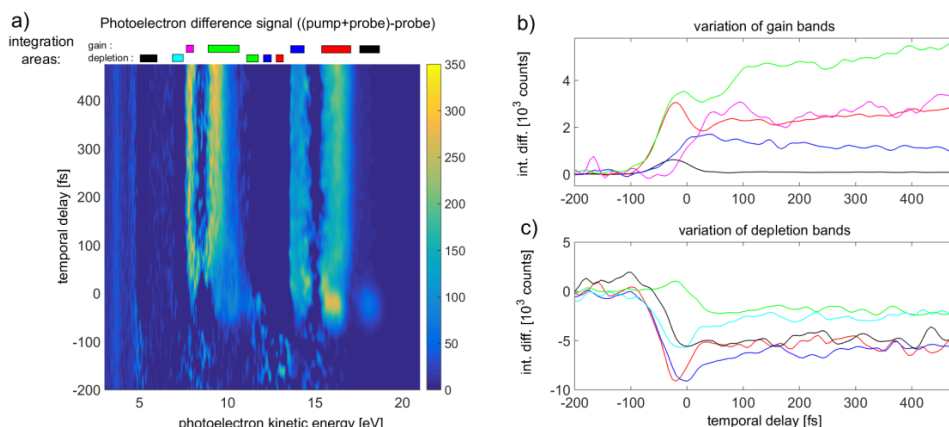 a)
Photoelectron difference signal ((pump+probe)-probe)
integration areas:
gain :
depletion :
350
300
250
200
150
100
50
0
400
300
200
100
0
-100
-200
temporal delay [fs]
5
10
15
20
photoelectron kinetic energy [eV]
b)
variation of gain bands
int. diff. [10³ counts]
4
2
0
-200
-100
0
100
200
300
400
c)
variation of depletion bands
int. diff. [10³ counts]
5
0
-5
-10
-200
-100
0
100
200
300
400
temporal delay [fs]